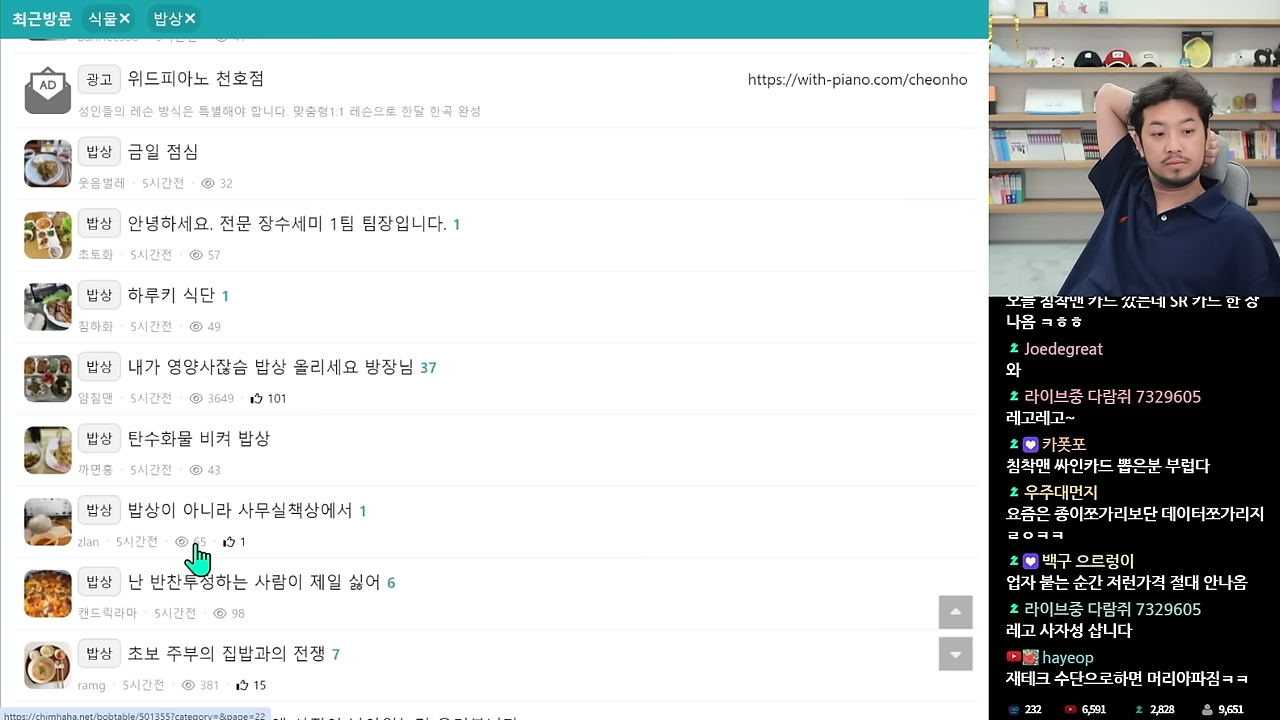 최근방문 식물✕ 밥상✕
AD 광고 위드피아노 천호점 https://with-piano.com/cheonho
성인들의 레슨 방식은 특별해야 합니다. 맞춤형1:1 레슨으로 한달 한곡 완성
밥상 금일 점심
웃음벌레 · 5시간전 · 32
밥상 안녕하세요. 전문 장수세미 1팀 팀장입니다. 1
초토화 · 5시간전 · 57
밥상 하루키 식단 1
침하화 · 5시간전 · 49
밥상 내가 영양사잖슴 밥상 올리세요 방장님 37
얌침맨 · 5시간전 · 3649 · 101
밥상 탄수화물 비켜 밥상
까면홍 · 5시간전 · 43
밥상 밥상이 아니라 사무실책상에서 1
zlan · 5시간전 · 65 · 1
밥상 난 반찬투정하는 사람이 제일 싫어 6
캔드릭라마 · 5시간전 · 98
밥상 초보 주부의 집밥과의 전쟁 7
ramg · 5시간전 · 381 · 15
https://chimhaha.net/bobtable/501355?category=&page=22
오늘 침착맨 카드 샀는데 SR 카드 한 장
나옴 ㅋㅎㅎ
Joedegreat
와
라이브중 다람쥐 7329605
레고레고~
카풋포
침착맨 싸인카드 뽑은분 부럽다
우주대먼지
요즘은 종이쪼가리보단 데이터쪼가리지
ㄹㅇㅋㅋ
백구 으르렁이
업자 붙는 순간 저런가격 절대 안나옴
라이브중 다람쥐 7329605
레고 사자성 삽니다
hayeop
재테크 수단으로하면 머리아파짐ㅋㅋ
232 6,591 2,828 9,651